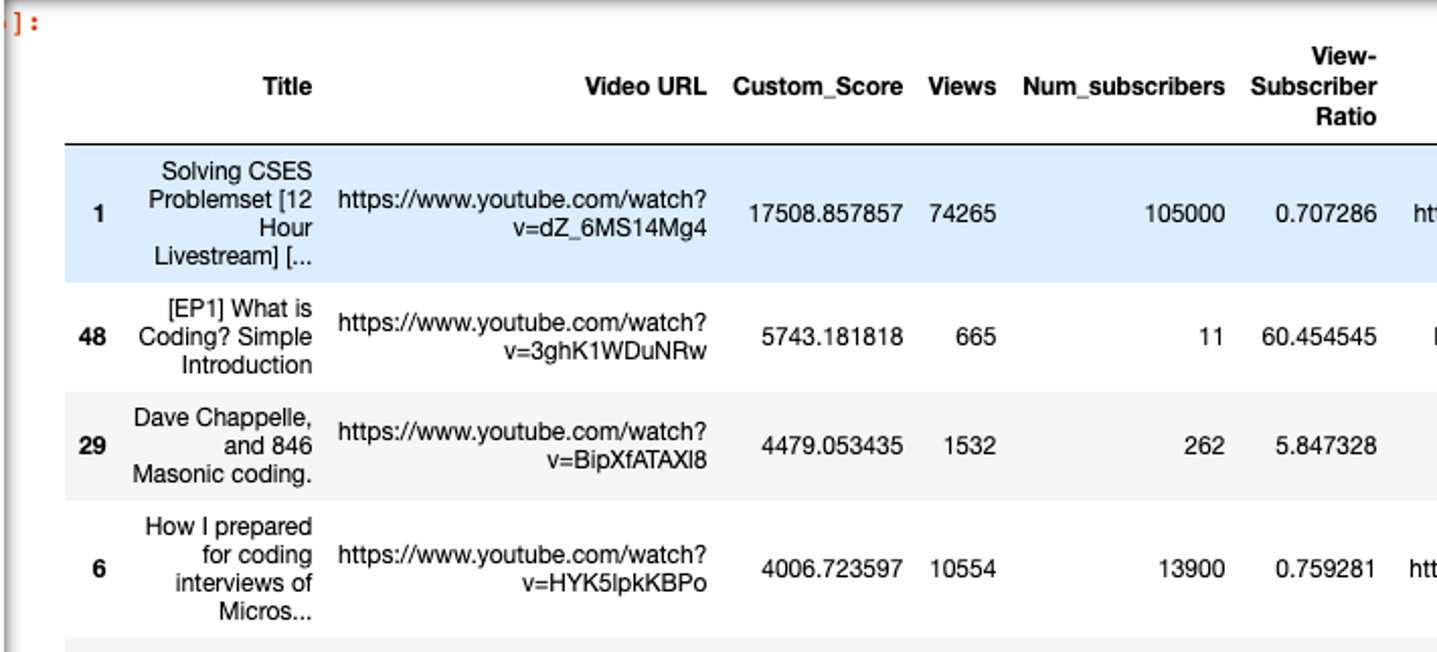 ]:
Title Video URL Custom_Score Views Num_subscribers View-
Subscriber
Ratio
1 Solving CSES
Problemset [12
Hour
Livestream] [... https://www.youtube.com/watch?
v=dZ_6MS14Mg4 17508.857857 74265 105000 0.707286 ht
48 [EP1] What is
Coding? Simple
Introduction https://www.youtube.com/watch?
v=3ghK1WDuNRw 5743.181818 665 11 60.454545
29 Dave Chappelle,
and 846
Masonic coding. https://www.youtube.com/watch?
v=BipXfATAXl8 4479.053435 1532 262 5.847328
6 How I prepared
for coding
interviews of
Micros... https://www.youtube.com/watch?
v=HYK5lpkKBPo 4006.723597 10554 13900 0.759281 htt